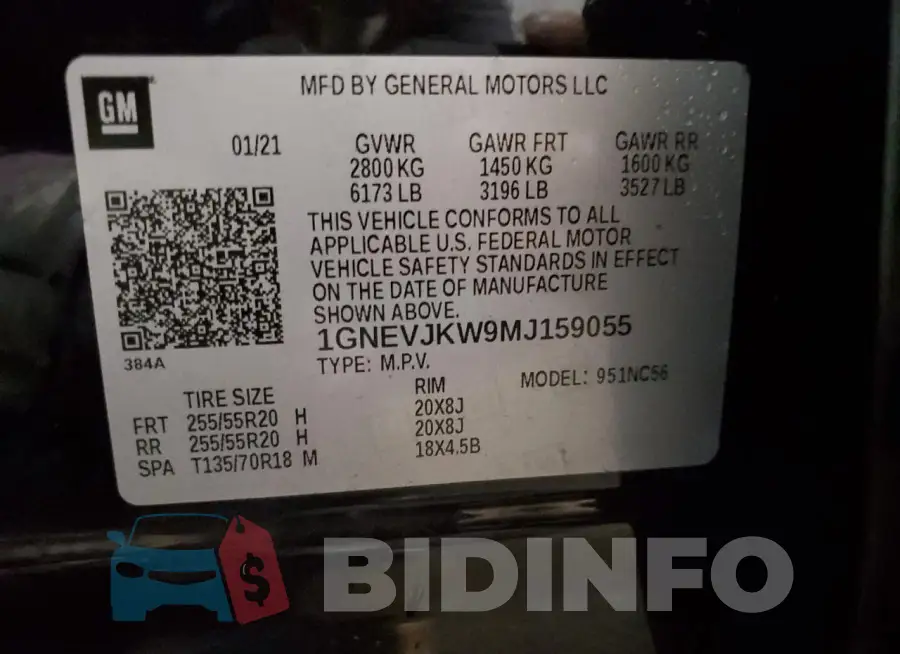 GM
MFD BY GENERAL MOTORS LLC
01/21 GVWR GAWR FRT GAWR RR
2800 KG 1450 KG 1600 KG
6173 LB 3196 LB 3527 LB
THIS VEHICLE CONFORMS TO ALL
APPLICABLE U.S. FEDERAL MOTOR
VEHICLE SAFETY STANDARDS IN EFFECT
ON THE DATE OF MANUFACTURE
SHOWN ABOVE.
1GNEVJKW9MJ159055
384A
TYPE: M.P.V.
MODEL: 951NC56
TIRE SIZE RIM
FRT 255/55R20 H 20X8J
RR 255/55R20 H 20X8J
SPA T135/70R18 M 18X4.5B
$ BIDINFO